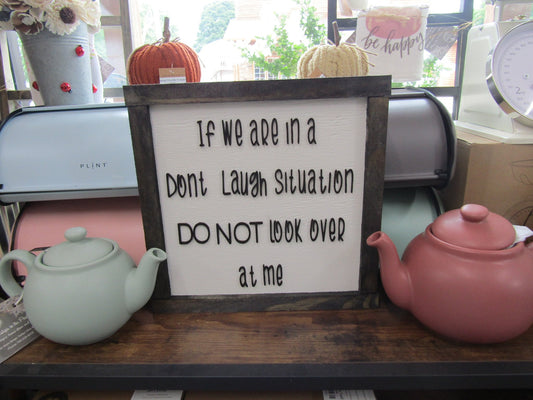 be happy
PLINT
If we are in a
Dont Laugh Situation
DO NOT look over
at me